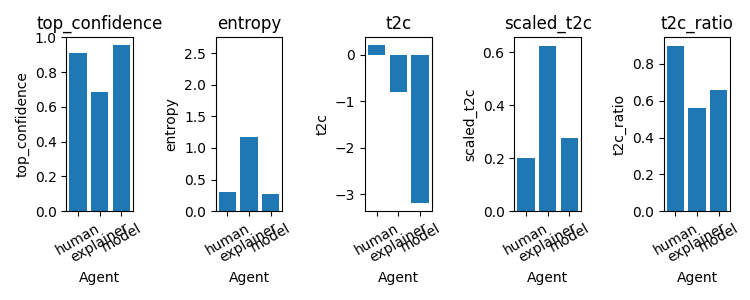 top_confidence
top_confidence
1.0
0.8
0.6
0.4
0.2
0.0
human
explainer
model
Agent
entropy
entropy
2.5
2.0
1.5
1.0
0.5
0.0
human
explainer
model
Agent
t2c
t2c
0
−1
−2
−3
human
explainer
model
Agent
scaled_t2c
scaled_t2c
0.6
0.4
0.2
0.0
human
explainer
model
Agent
t2c_ratio
t2c_ratio
0.8
0.6
0.4
0.2
0.0
human
explainer
model
Agent